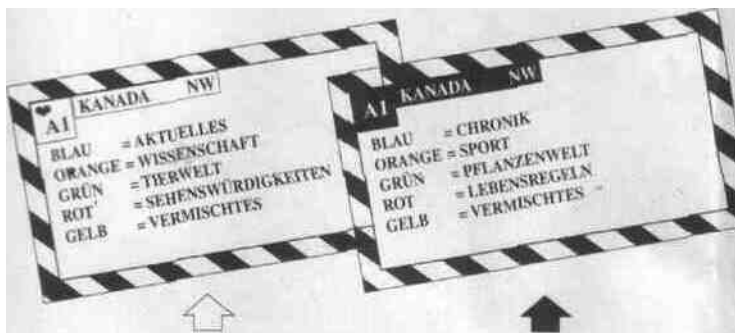 KANADA NW
A1
BLAU = AKTUELLES
ORANGE = WISSENSCHAFT
GRÜN = TIERWELT
ROT = SEHENSWÜRDIGKEITEN
GELB = VERMISCHTES
KANADA NW
A1
BLAU = CHRONIK
ORANGE = SPORT
GRÜN = PFLANZENWELT
ROT = LEBENSREGELN
GELB = VERMISCHTES